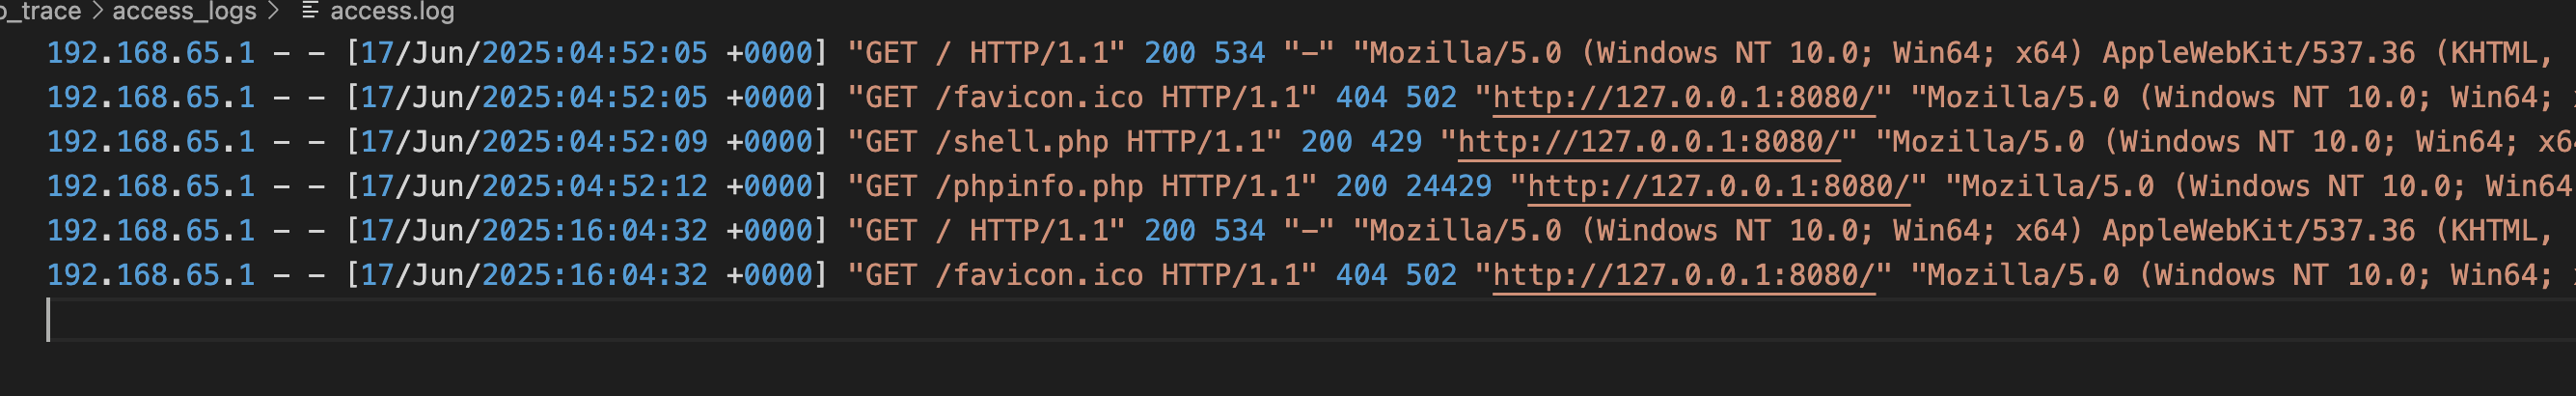 _trace > access_logs > access.log
192.168.65.1 - - [17/Jun/2025:04:52:05 +0000] "GET / HTTP/1.1" 200 534 "-" "Mozilla/5.0 (Windows NT 10.0; Win64; x64) AppleWebKit/537.36 (KHTML,
192.168.65.1 - - [17/Jun/2025:04:52:05 +0000] "GET /favicon.ico HTTP/1.1" 404 502 "http://127.0.0.1:8080/" "Mozilla/5.0 (Windows NT 10.0; Win64;
192.168.65.1 - - [17/Jun/2025:04:52:09 +0000] "GET /shell.php HTTP/1.1" 200 429 "http://127.0.0.1:8080/" "Mozilla/5.0 (Windows NT 10.0; Win64; x6
192.168.65.1 - - [17/Jun/2025:04:52:12 +0000] "GET /phpinfo.php HTTP/1.1" 200 24429 "http://127.0.0.1:8080/" "Mozilla/5.0 (Windows NT 10.0; Win64
192.168.65.1 - - [17/Jun/2025:16:04:32 +0000] "GET / HTTP/1.1" 200 534 "-" "Mozilla/5.0 (Windows NT 10.0; Win64; x64) AppleWebKit/537.36 (KHTML,
192.168.65.1 - - [17/Jun/2025:16:04:32 +0000] "GET /favicon.ico HTTP/1.1" 404 502 "http://127.0.0.1:8080/" "Mozilla/5.0 (Windows NT 10.0; Win64;